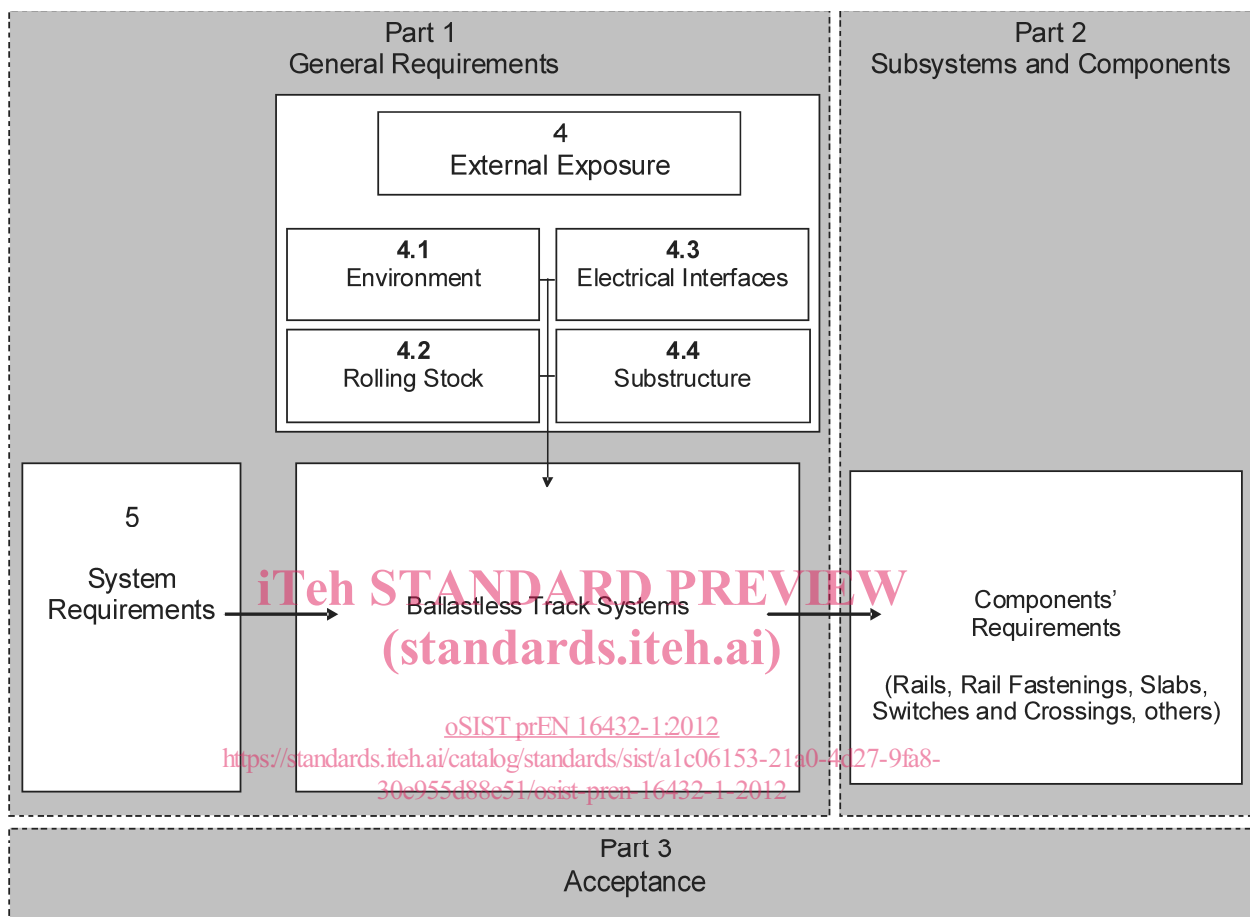 Part 1
General Requirements
Part 2
Subsystems and Components
4
External Exposure
4.1
Environment
4.3
Electrical Interfaces
4.2
Rolling Stock
4.4
Substructure
5
System
Requirements
Ballastless Track Systems
Components’
Requirements
(Rails, Rail Fastenings, Slabs,
Switches and Crossings, others)
iTeh STANDARD PREVIEW
(standards.iteh.ai)
oSIST prEN 16432-1:2012
https://standards.iteh.ai/catalog/standards/sist/a1c06153-21a0-4d27-9fa8-
30e955d88e51/osist-pren-16432-1-2012
Part 3
Acceptance